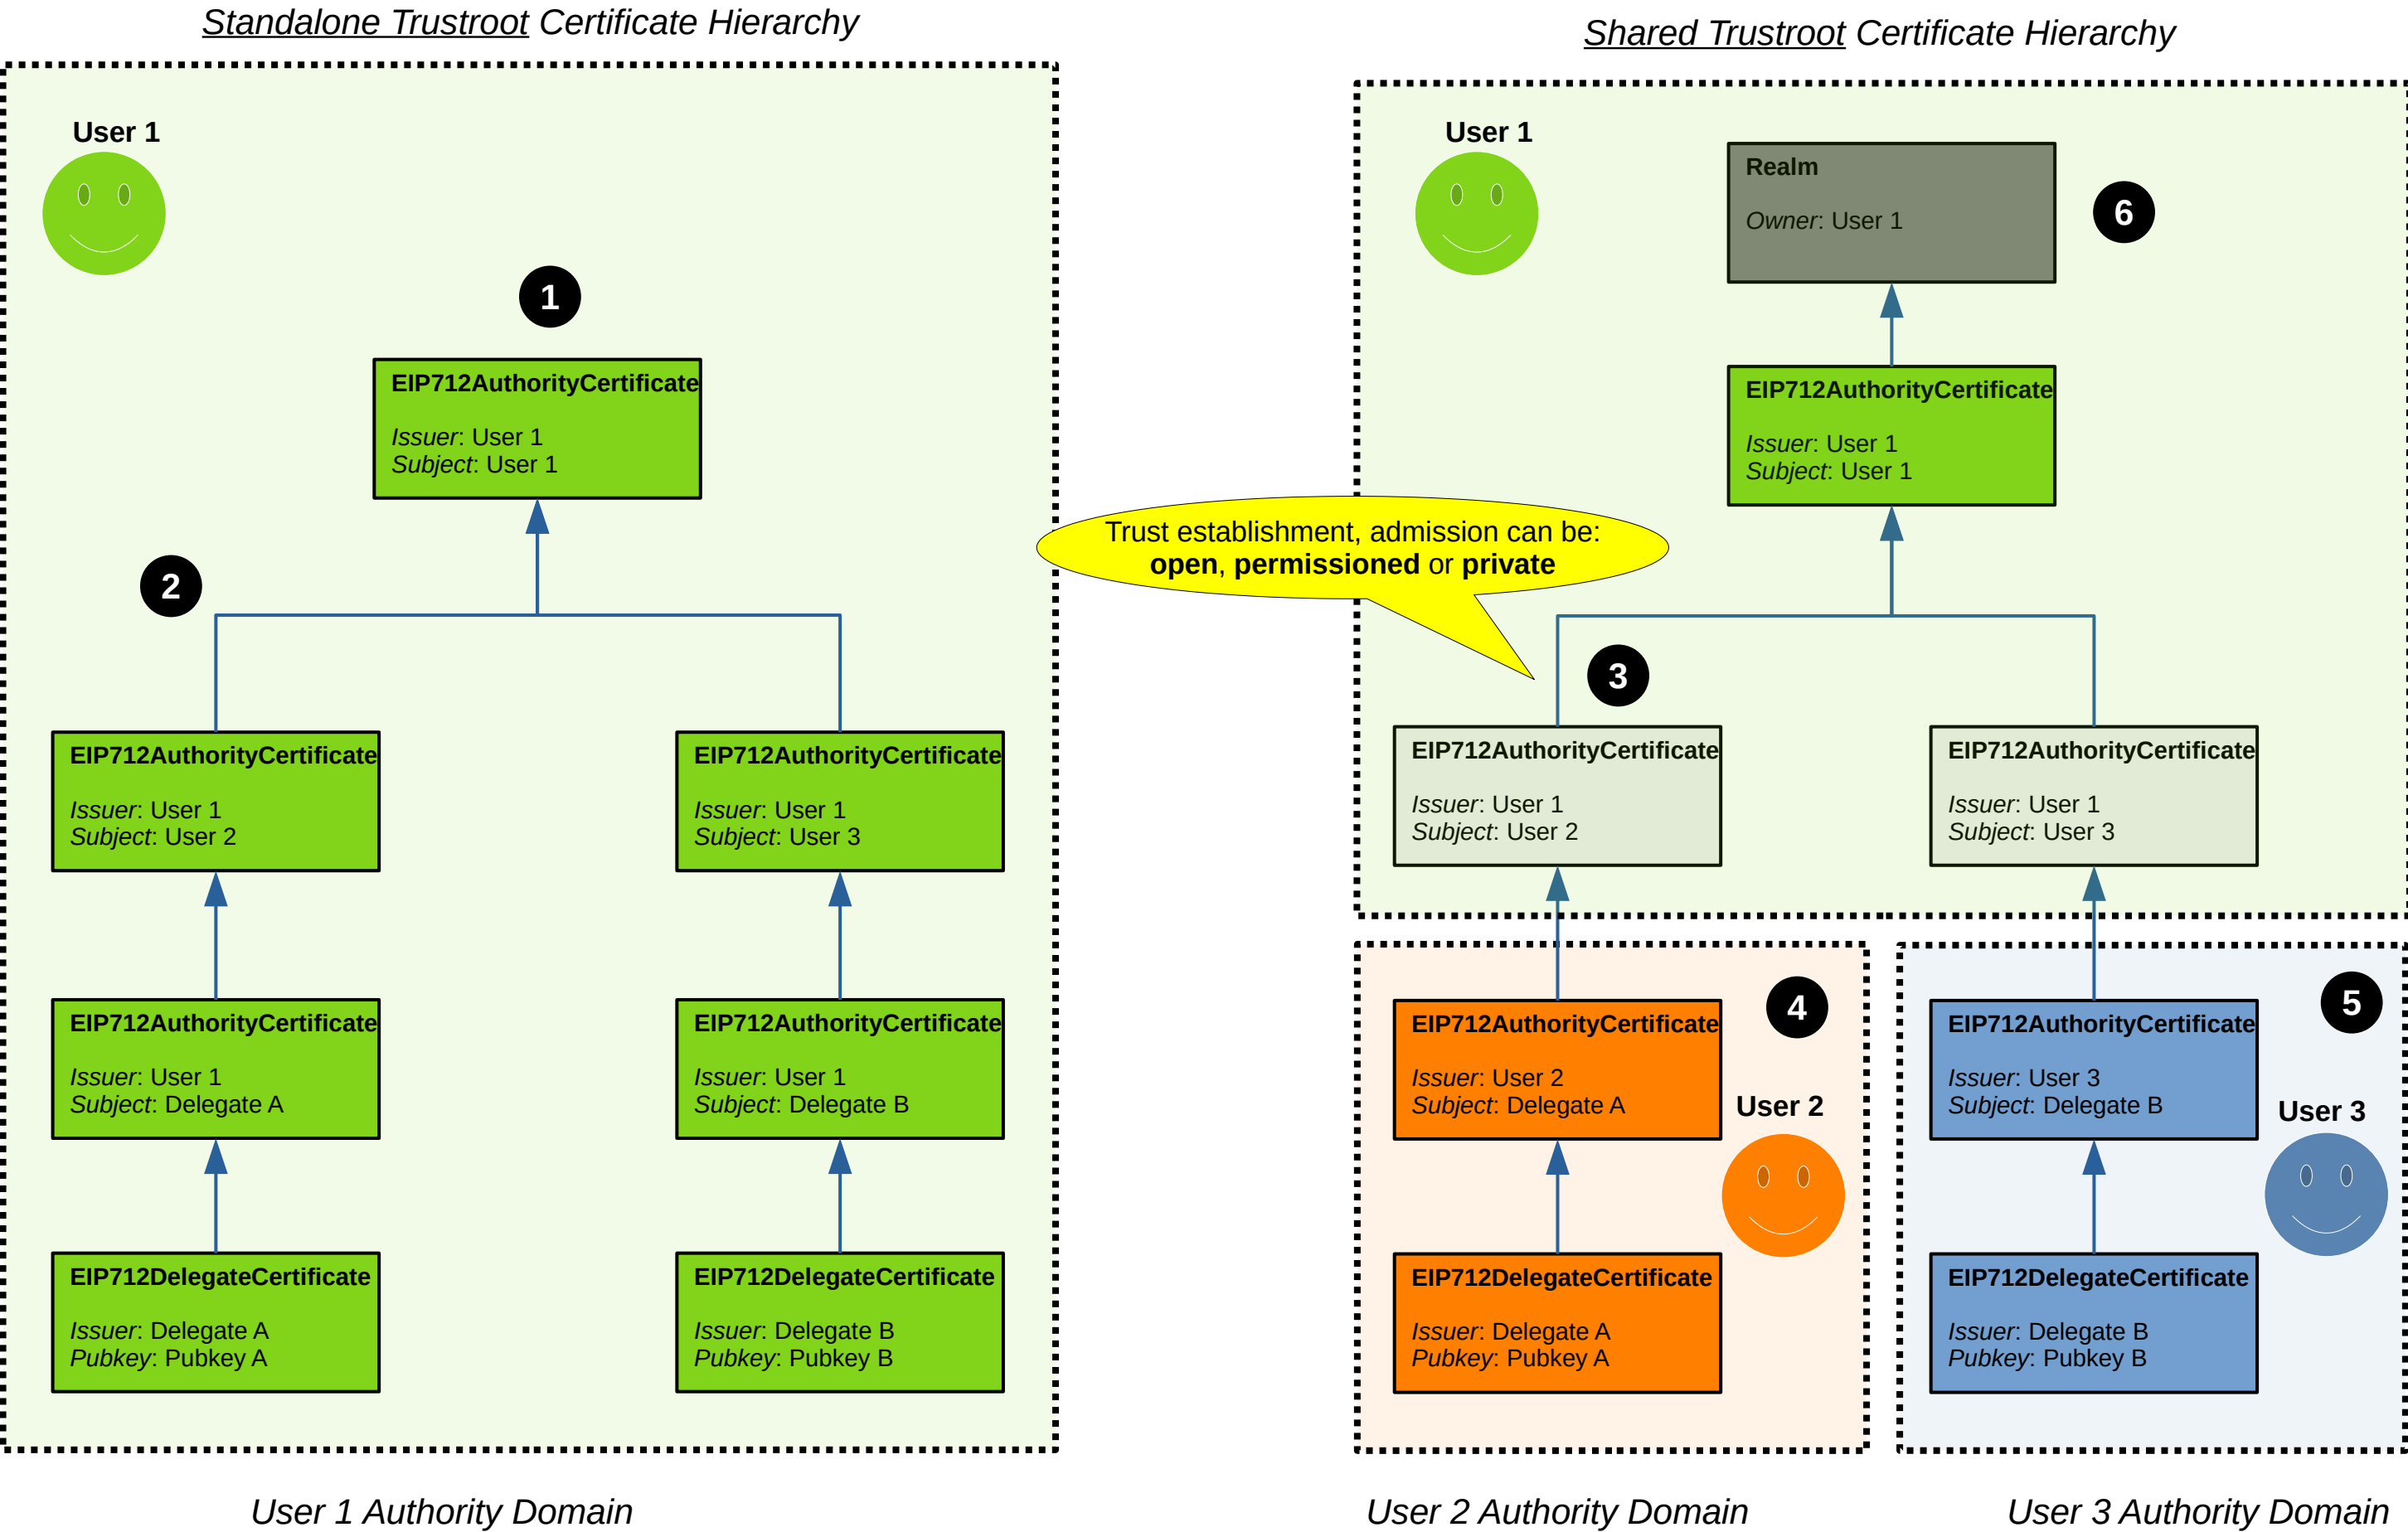 Standalone Trustroot Certificate Hierarchy
User 1
1
EIP712AuthorityCertificate
Issuer: User 1
Subject: User 1
2
EIP712AuthorityCertificate
Issuer: User 1
Subject: User 2
EIP712AuthorityCertificate
Issuer: User 1
Subject: User 3
EIP712AuthorityCertificate
Issuer: User 1
Subject: Delegate A
EIP712AuthorityCertificate
Issuer: User 1
Subject: Delegate B
EIP712DelegateCertificate
Issuer: Delegate A
Pubkey: Pubkey A
EIP712DelegateCertificate
Issuer: Delegate B
Pubkey: Pubkey B
User 1 Authority Domain
Shared Trustroot Certificate Hierarchy
User 1
Realm
Owner: User 1
6
EIP712AuthorityCertificate
Issuer: User 1
Subject: User 1
Trust establishment, admission can be:
open, permissioned or private
3
EIP712AuthorityCertificate
Issuer: User 1
Subject: User 2
EIP712AuthorityCertificate
Issuer: User 1
Subject: User 3
4
EIP712AuthorityCertificate
Issuer: User 2
Subject: Delegate A
User 2
EIP712DelegateCertificate
Issuer: Delegate A
Pubkey: Pubkey A
User 2 Authority Domain
5
EIP712AuthorityCertificate
Issuer: User 3
Subject: Delegate B
User 3
EIP712DelegateCertificate
Issuer: Delegate B
Pubkey: Pubkey B
User 3 Authority Domain